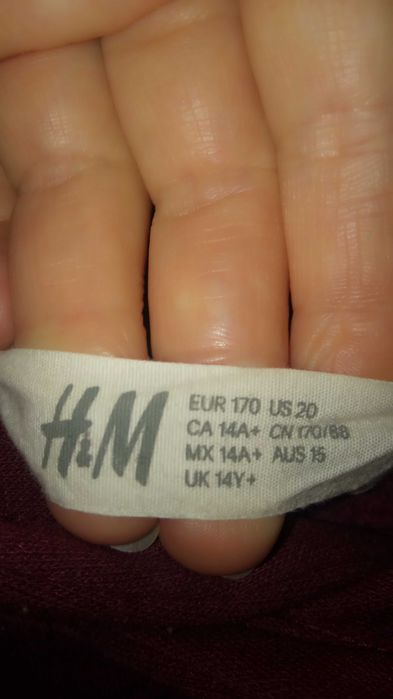 H&M
EUR 170 US 20
CA 14A+ CN 170/88
MX 14A+ AUS 15
UK 14Y+